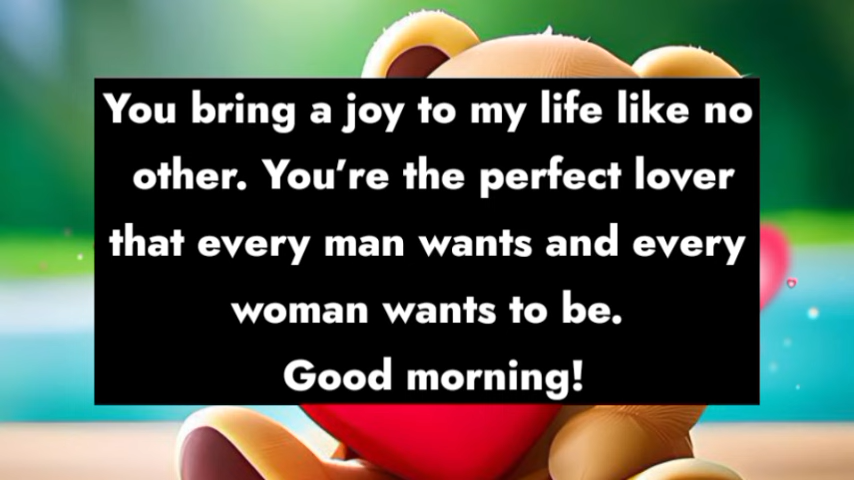 You bring a joy to my life like no
other. You’re the perfect lover
that every man wants and every
woman wants to be.
Good morning!